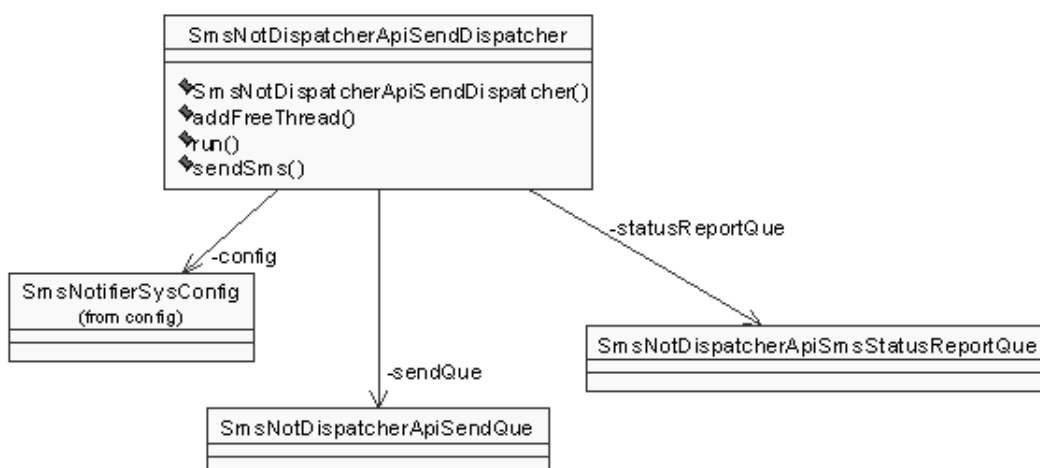 SmsNotDispatcherApiSendDispatcher
SmsNotDispatcherApiSendDispatcher()
addFreeThread()
run()
sendSms()
-statusReportQue
-config
SmsNotifierSysConfig
(from config)
SmsNotDispatcherApiSmsStatusReportQue
-sendQue
SmsNotDispatcherApiSendQue